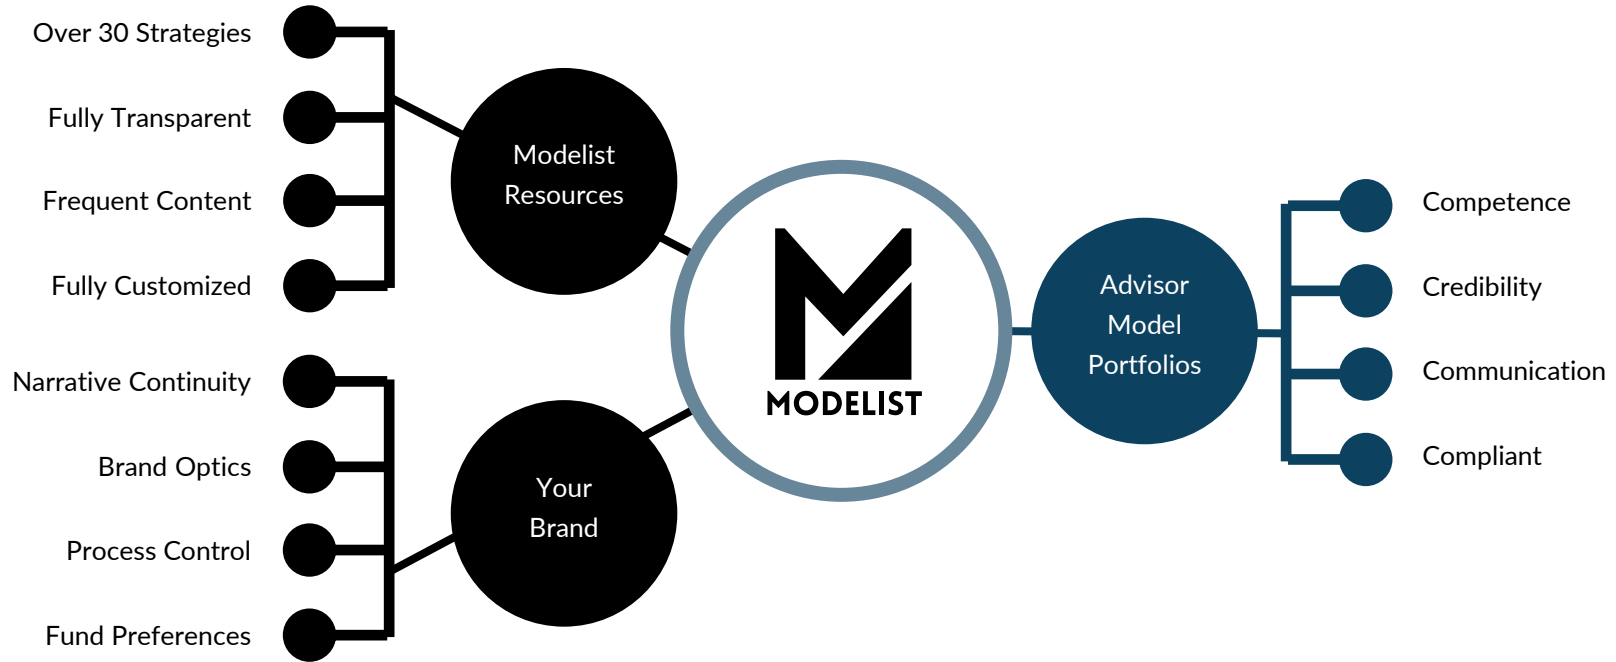 Over 30 Strategies
Fully Transparent
Frequent Content
Fully Customized
Modelist
Resources
Narrative Continuity
Brand Optics
Process Control
Fund Preferences
Your
Brand
MODELIST
Advisor
Model
Portfolios
Competence
Credibility
Communication
Compliant